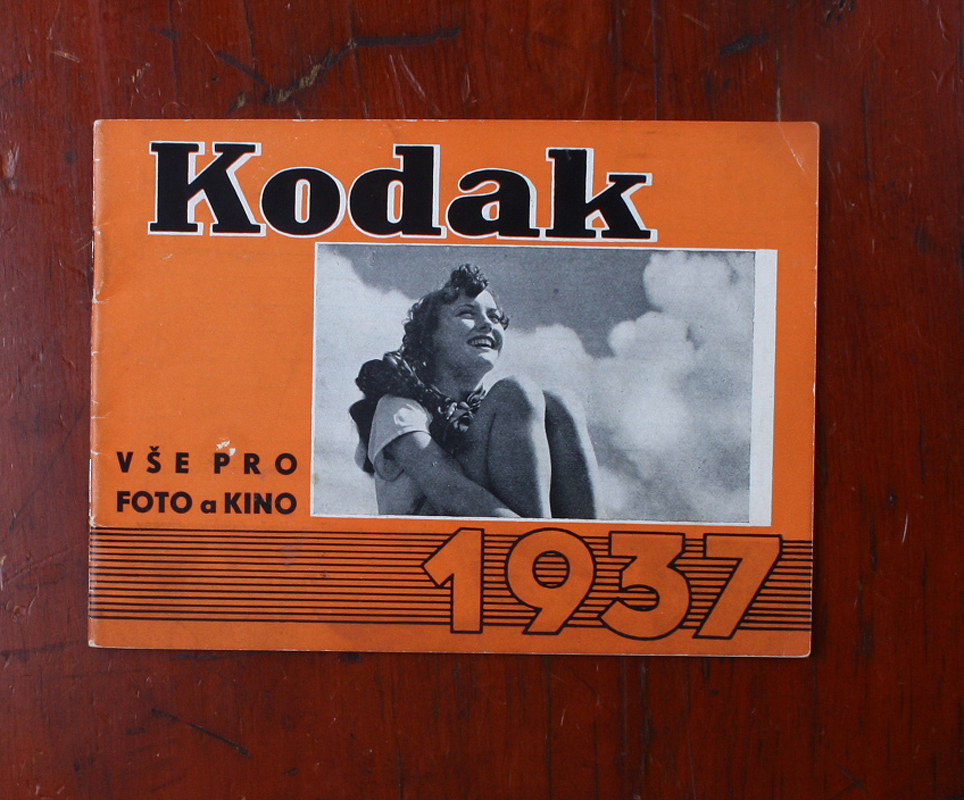 Kodak
VŠE PRO
FOTO a KINO
1937